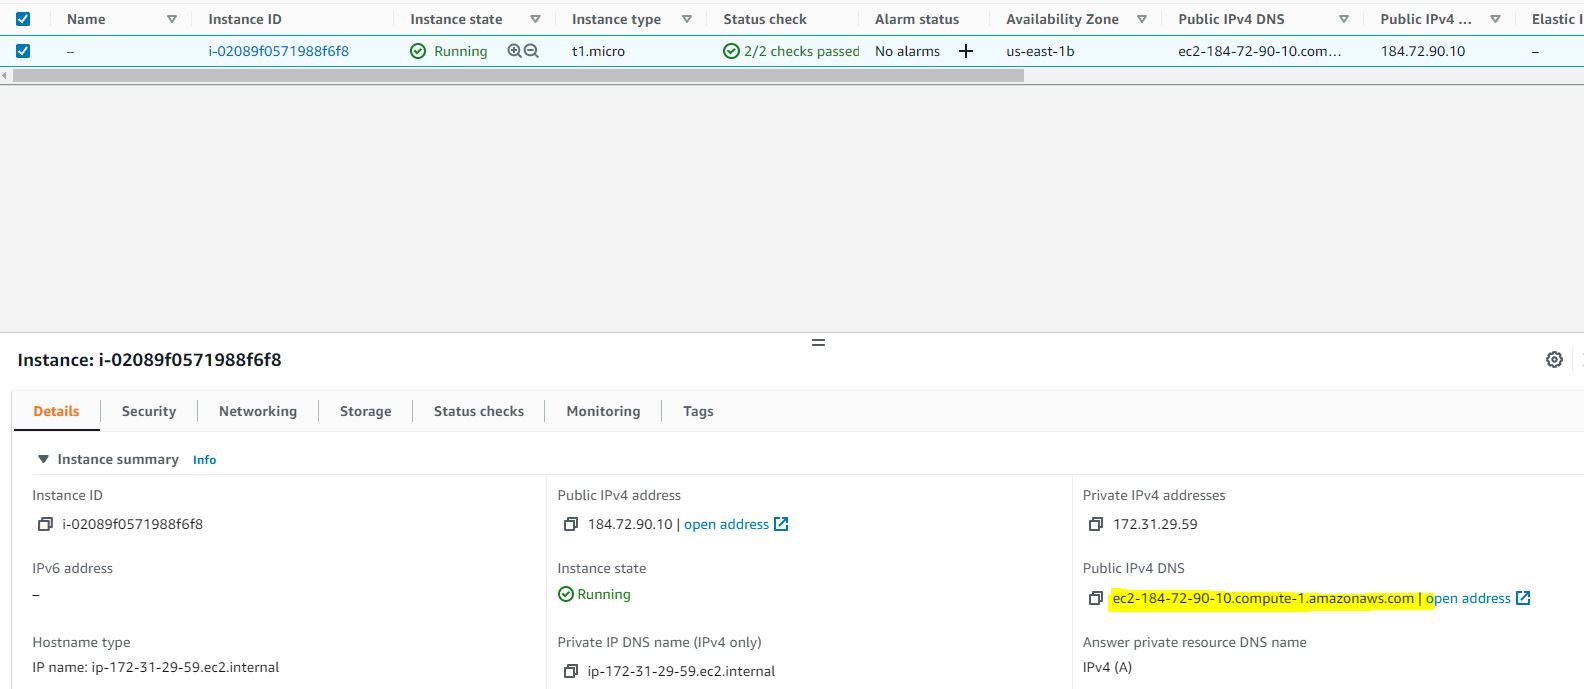 Name Instance ID Instance state Instance type Status check Alarm status Availability Zone Public IPv4 DNS Public IPv4 ... Elastic I
– i-02089f0571988f6f8 Running t1.micro 2/2 checks passed No alarms + us-east-1b ec2-184-72-90-10.com... 184.72.90.10 –
Instance: i-02089f0571988f6f8
Details Security Networking Storage Status checks Monitoring Tags
Instance summary Info
Instance ID Public IPv4 address Private IPv4 addresses
i-02089f0571988f6f8 184.72.90.10 | open address 172.31.29.59
IPv6 address Instance state Public IPv4 DNS
– Running ec2-184-72-90-10.compute-1.amazonaws.com | open address
Hostname type Private IP DNS name (IPv4 only) Answer private resource DNS name
IP name: ip-172-31-29-59.ec2.internal ip-172-31-29-59.ec2.internal IPv4 (A)